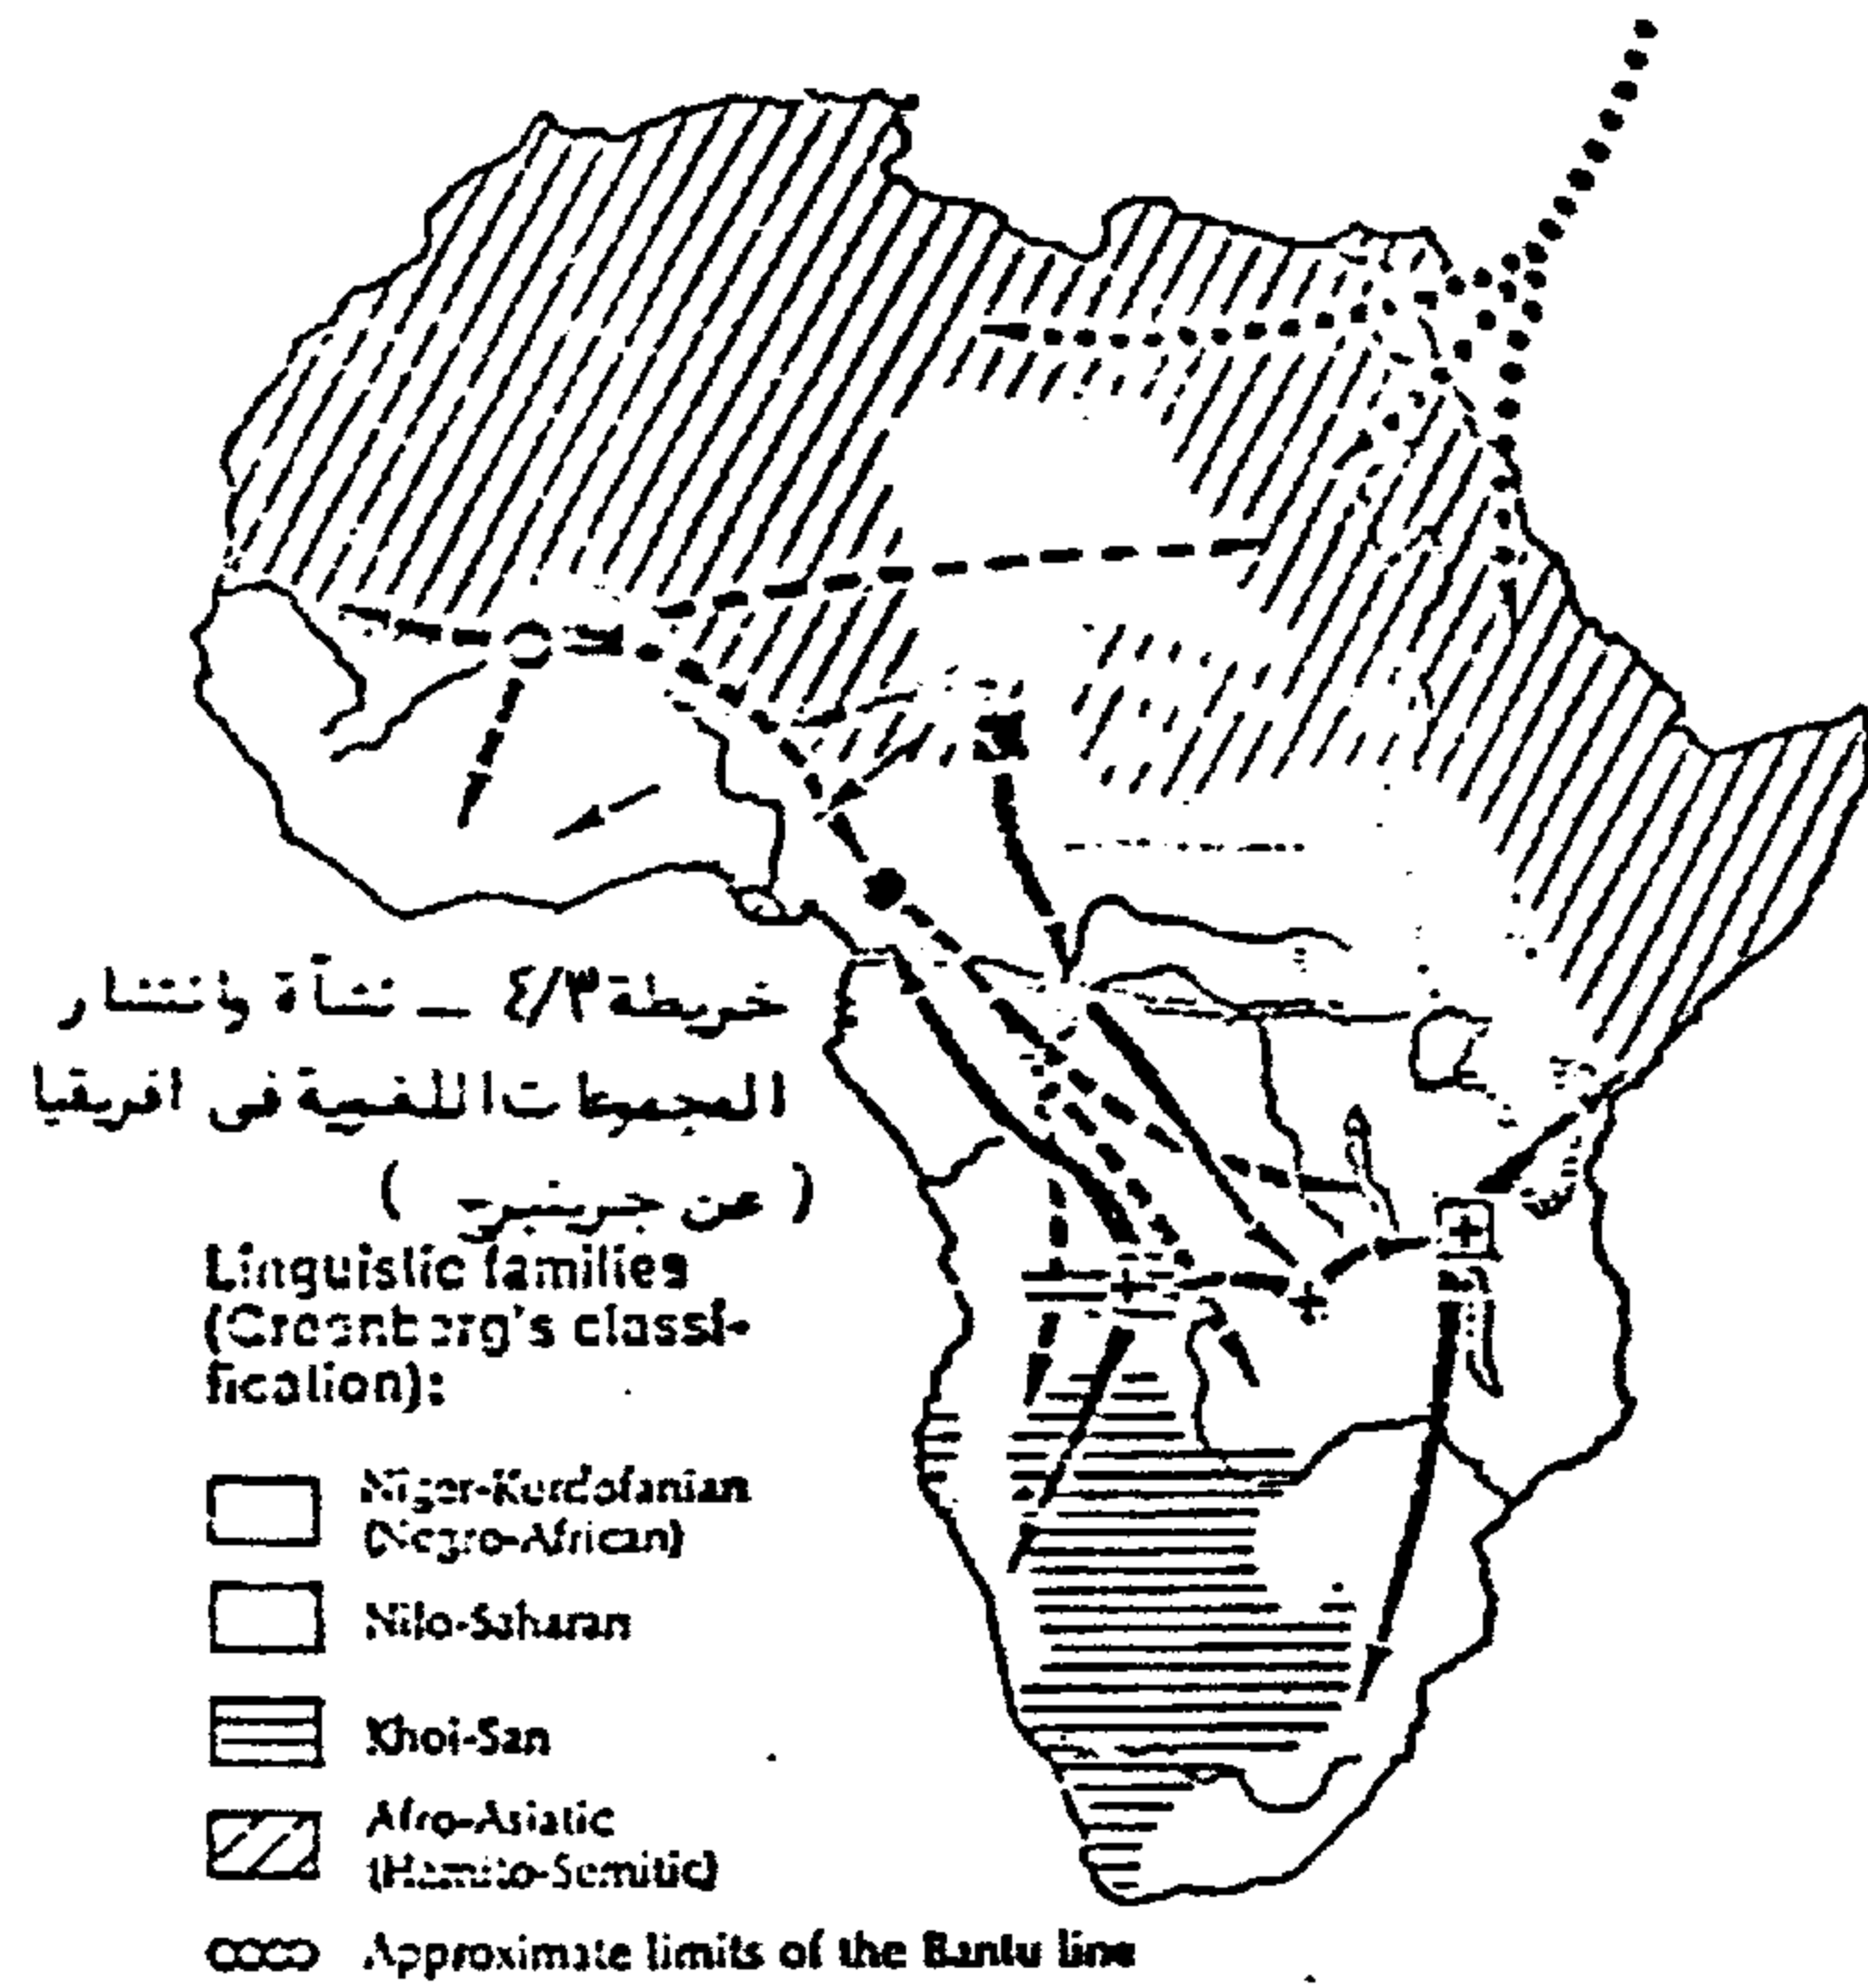 خريطة ٤/٣ — نشأة وانتشار
المجموعات اللغوية فى افريقيا
( عن جرينبرج )
Linguistic families
(Greenberg's classi-
fication):
Niger-Kurdofanian
(Negro-African)
Nilo-Saharan
Khoi-San
Afro-Asiatic
(Hamito-Semitic)
Approximate limits of the Bantu line